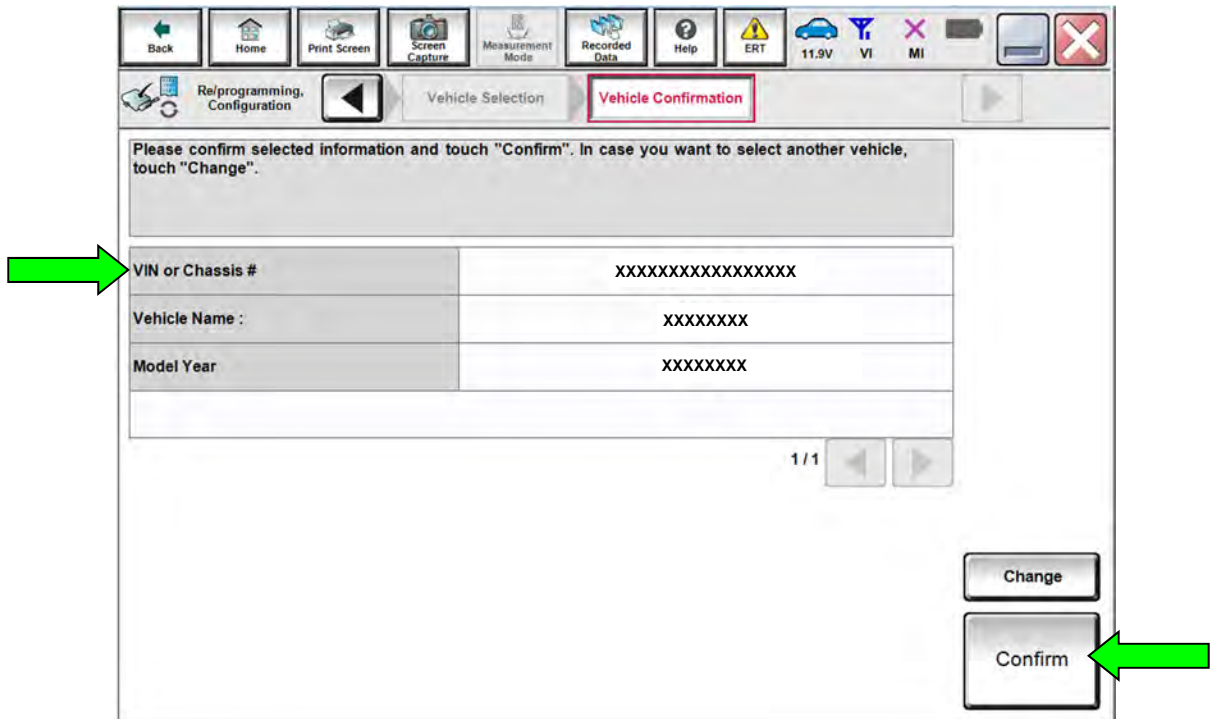 Back
Home
Print Screen
Screen
Capture
Measurement
Mode
Recorded
Data
Help
ERT
11.9V
VI
MI
Re/programming,
Configuration
Vehicle Selection
Vehicle Confirmation
Please confirm selected information and touch "Confirm". In case you want to select another vehicle,
touch "Change".
VIN or Chassis # XXXXXXXXXXXXXXXXX
Vehicle Name : XXXXXXXX
Model Year XXXXXXXX
1 / 1
Change
Confirm